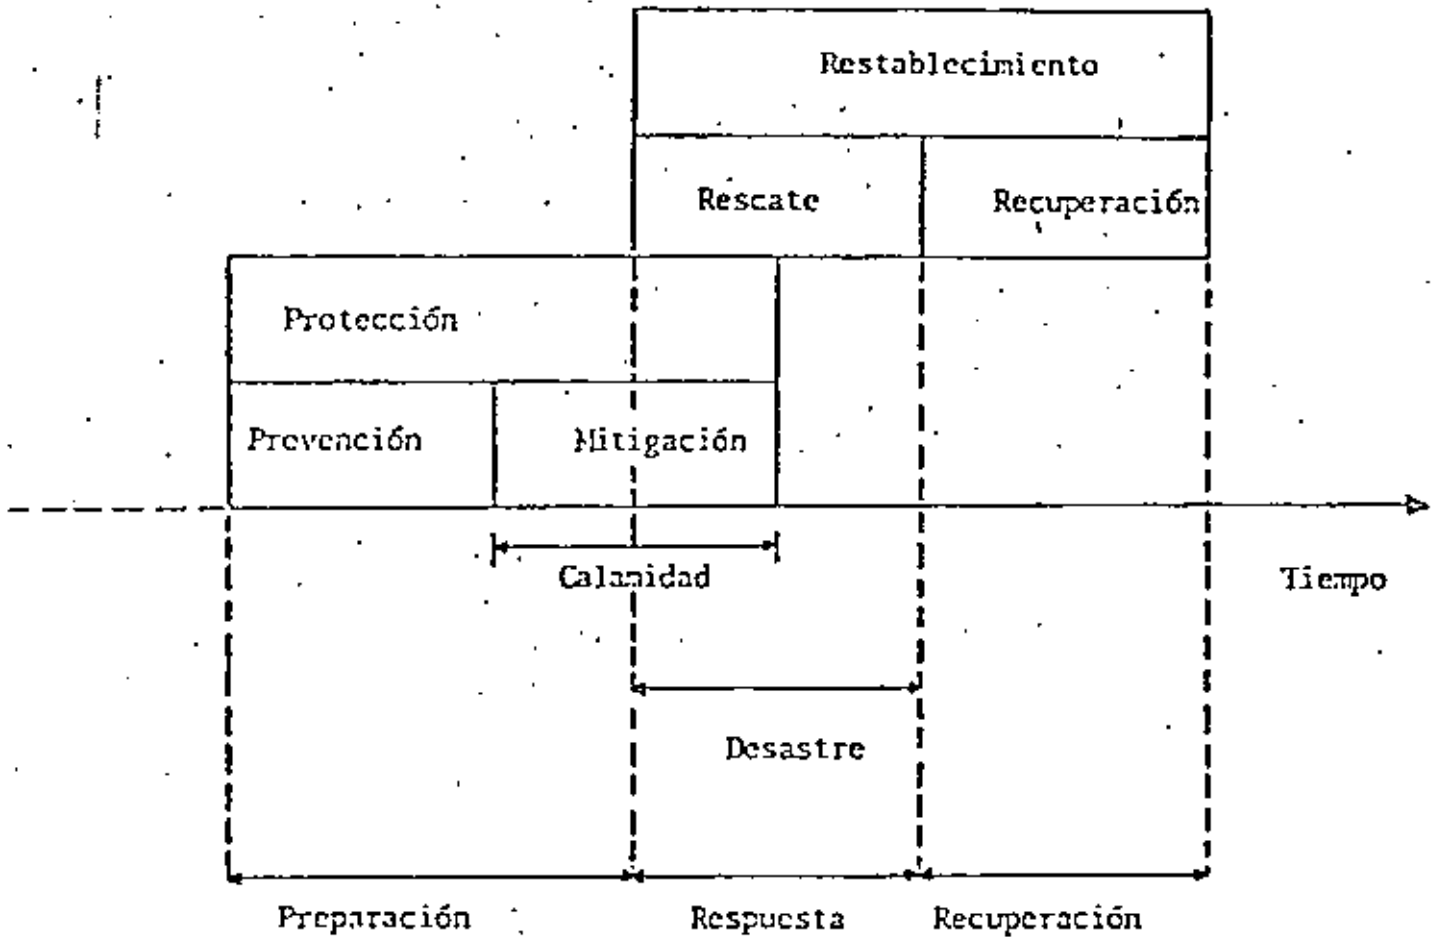 Restablecimiento
Rescate Recuperación
Protección
Prevención Mitigación
Calamidad Tiempo
Desastre
Preparación Respuesta Recuperación